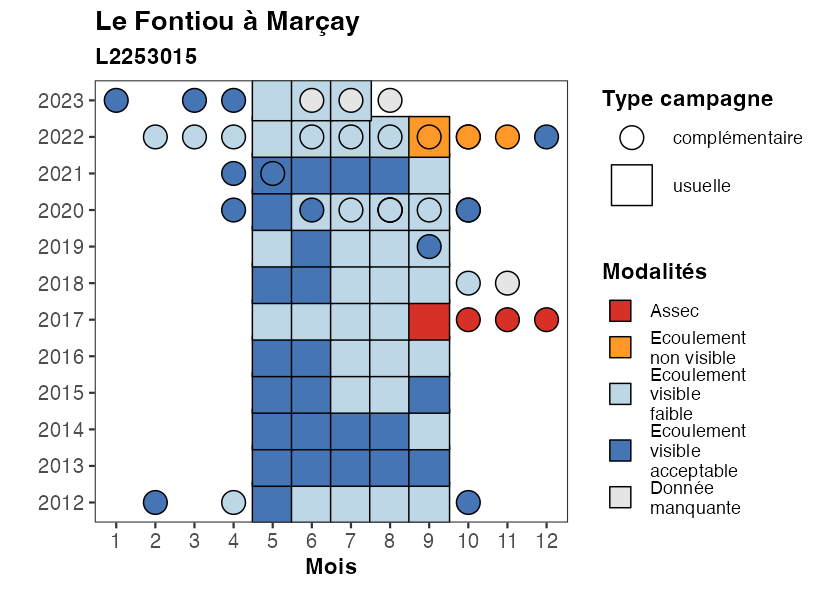 Le Fontiou à Marçay
L2253015
2023
2022
2021
2020
2019
2018
2017
2016
2015
2014
2013
2012
1 2 3 4 5 6 7 8 9 10 11 12
Mois
Type campagne
complémentaire
usuelle
Modalités
Assec
Ecoulement
non visible
Ecoulement
visible
faible
Ecoulement
visible
acceptable
Donnée
manquante